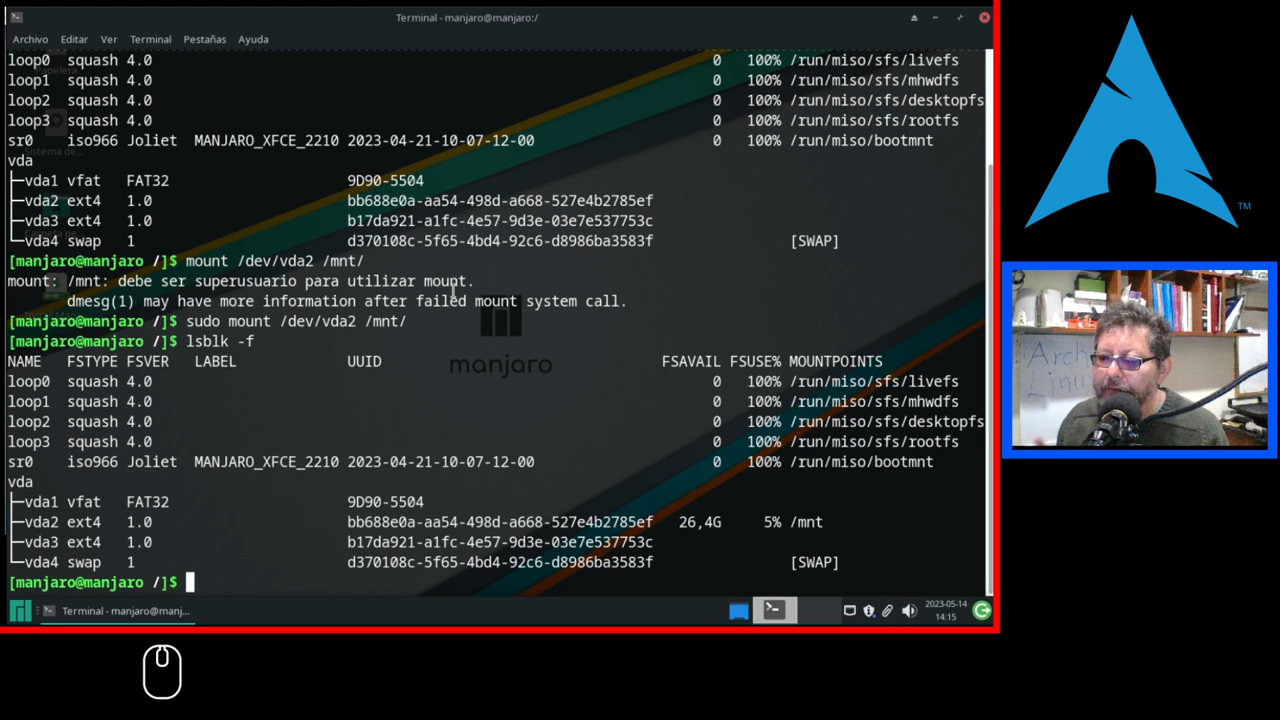 Terminal - manjaro@manjaro:/
Archivo Editar Ver Terminal Pestañas Ayuda
loop0 squash 4.0 0 100% /run/miso/sfs/livefs
loop1 squash 4.0 0 100% /run/miso/sfs/mhwdfs
loop2 squash 4.0 0 100% /run/miso/sfs/desktopfs
loop3 squash 4.0 0 100% /run/miso/sfs/rootfs
sr0 iso966 Joliet MANJARO_XFCE_2210 2023-04-21-10-07-12-00 0 100% /run/miso/bootmnt
vda
├─vda1 vfat FAT32 9D90-5504
├─vda2 ext4 1.0 bb688e0a-aa54-498d-a668-527e4b2785ef
├─vda3 ext4 1.0 b17da921-a1fc-4e57-9d3e-03e7e537753c
└─vda4 swap 1 d370108c-5f65-4bd4-92c6-d8986ba3583f [SWAP]
[manjaro@manjaro /]$ mount /dev/vda2 /mnt/
mount: /mnt: debe ser superusuario para utilizar mount.
dmesg(1) may have more information after failed mount system call.
[manjaro@manjaro /]$ sudo mount /dev/vda2 /mnt/
[manjaro@manjaro /]$ lsblk -f
NAME FSTYPE FSVER LABEL UUID FSAVAIL FSUSE% MOUNTPOINTS
loop0 squash 4.0 0 100% /run/miso/sfs/livefs
loop1 squash 4.0 0 100% /run/miso/sfs/mhwdfs
loop2 squash 4.0 0 100% /run/miso/sfs/desktopfs
loop3 squash 4.0 0 100% /run/miso/sfs/rootfs
sr0 iso966 Joliet MANJARO_XFCE_2210 2023-04-21-10-07-12-00 0 100% /run/miso/bootmnt
vda
├─vda1 vfat FAT32 9D90-5504
├─vda2 ext4 1.0 bb688e0a-aa54-498d-a668-527e4b2785ef 26,4G 5% /mnt
├─vda3 ext4 1.0 b17da921-a1fc-4e57-9d3e-03e7e537753c
└─vda4 swap 1 d370108c-5f65-4bd4-92c6-d8986ba3583f [SWAP]
[manjaro@manjaro /]$
manjaro
Papelera
Sistema de...
Terminal - manjaro@manj...
2023-05-14
14:15
TM
Arch
Linux